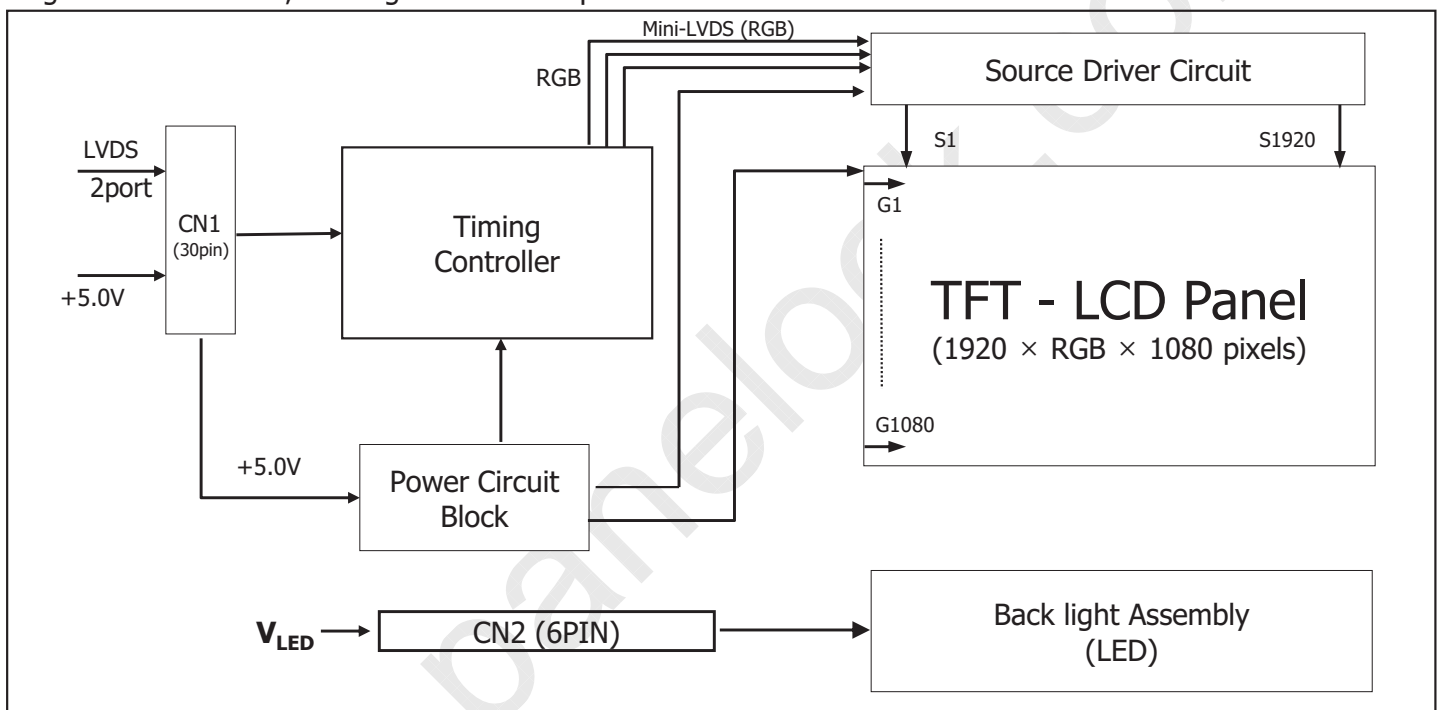 Mini-LVDS (RGB)
RGB
Source Driver Circuit
S1
S1920
LVDS
2port
CN1
(30pin)
+5.0V
Timing
Controller
G1
TFT - LCD Panel
(1920 × RGB × 1080 pixels)
G1080
+5.0V
Power Circuit
Block
V_LED
CN2 (6PIN)
Back light Assembly
(LED)